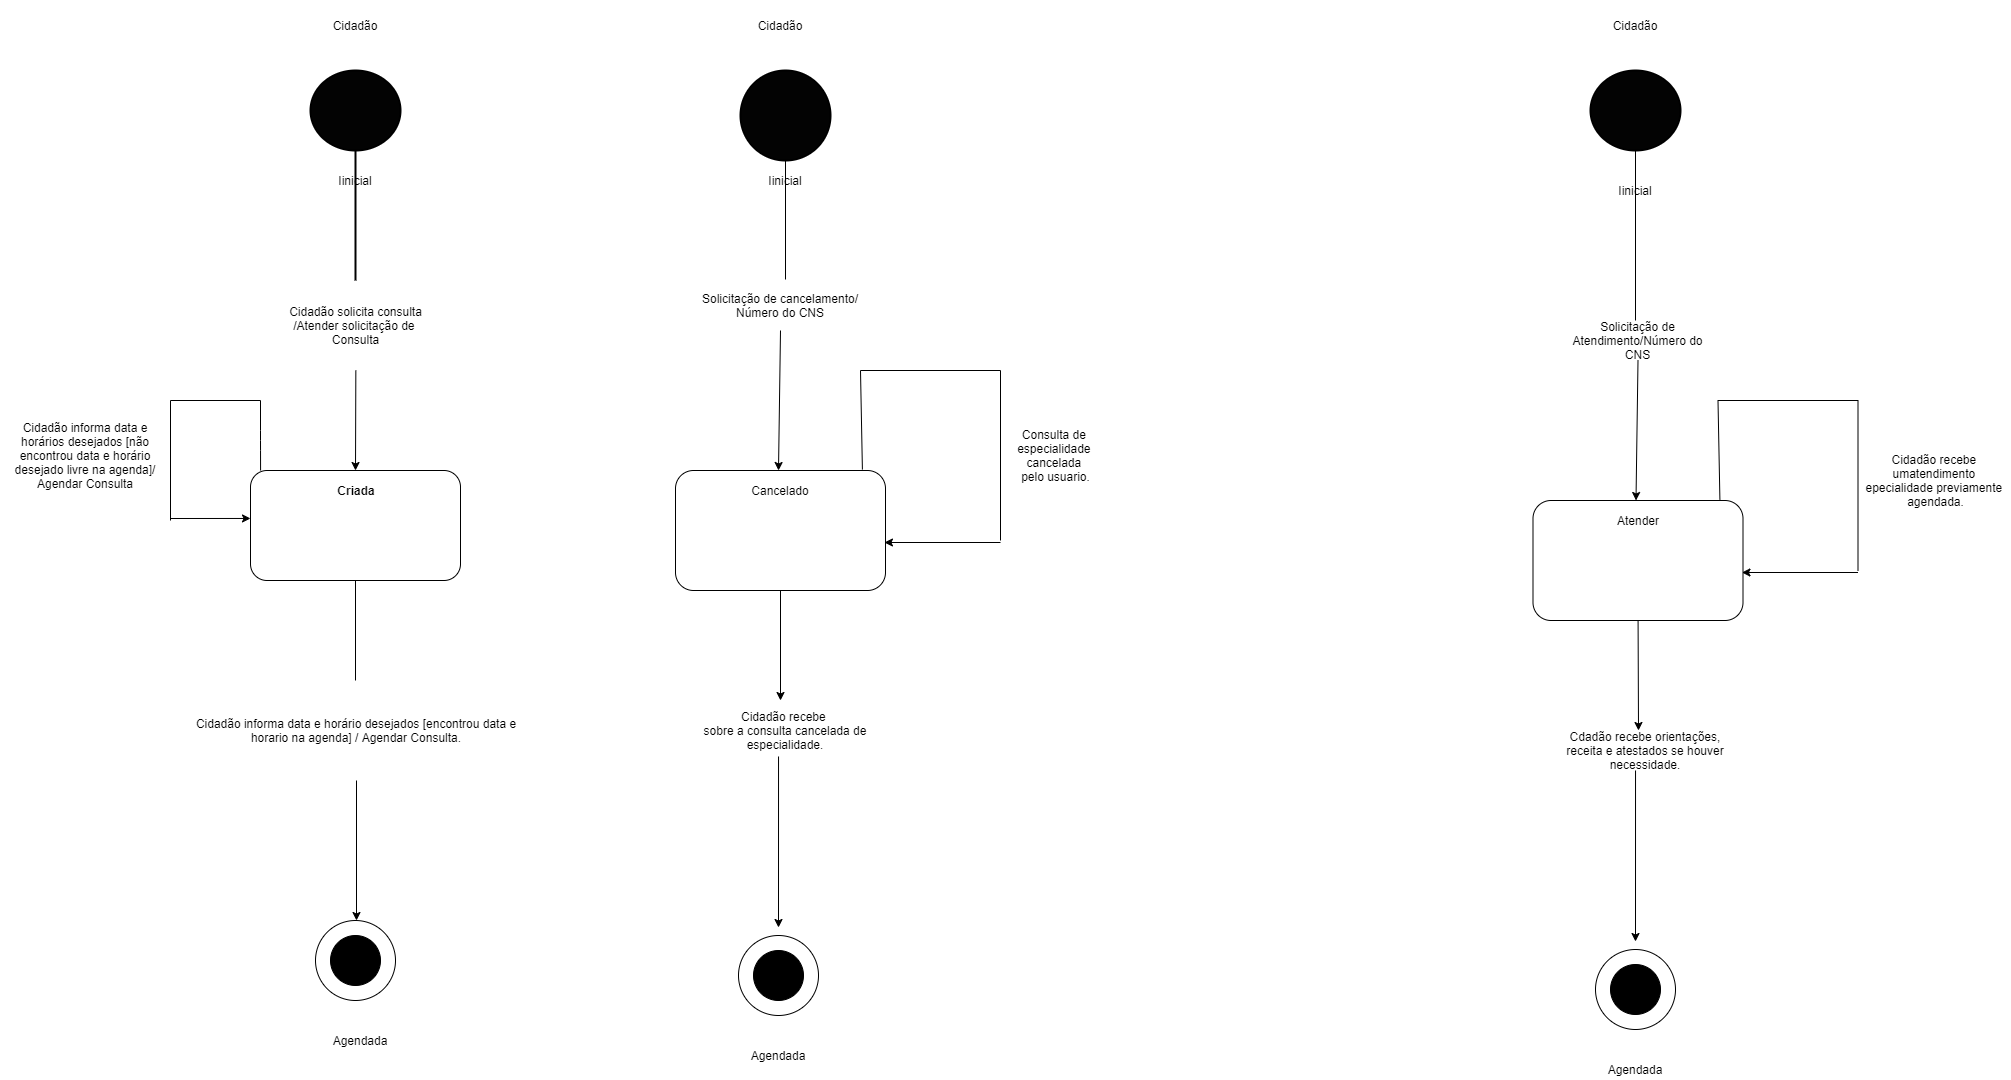 Cidadão
Iinicial
Cidadão solicita consulta
/Atender solicitação de
Consulta
Cidadão informa data e
horários desejados [não
encontrou data e horário
desejado livre na agenda]/
Agendar Consulta
Criada
Cidadão informa data e horário desejados [encontrou data e
horario na agenda] / Agendar Consulta.
Agendada
Cidadão
Iinicial
Solicitação de cancelamento/
Número do CNS
Consulta de
especialidade
cancelada
pelo usuario.
Cancelado
Cidadão recebe
sobre a consulta cancelada de
especialidade.
Agendada
Cidadão
Iinicial
Solicitação de
Atendimento/Número do
CNS
Cidadão recebe
umatendimento
epecialidade previamente
agendada.
Atender
Cdadão recebe orientações,
receita e atestados se houver
necessidade.
Agendada